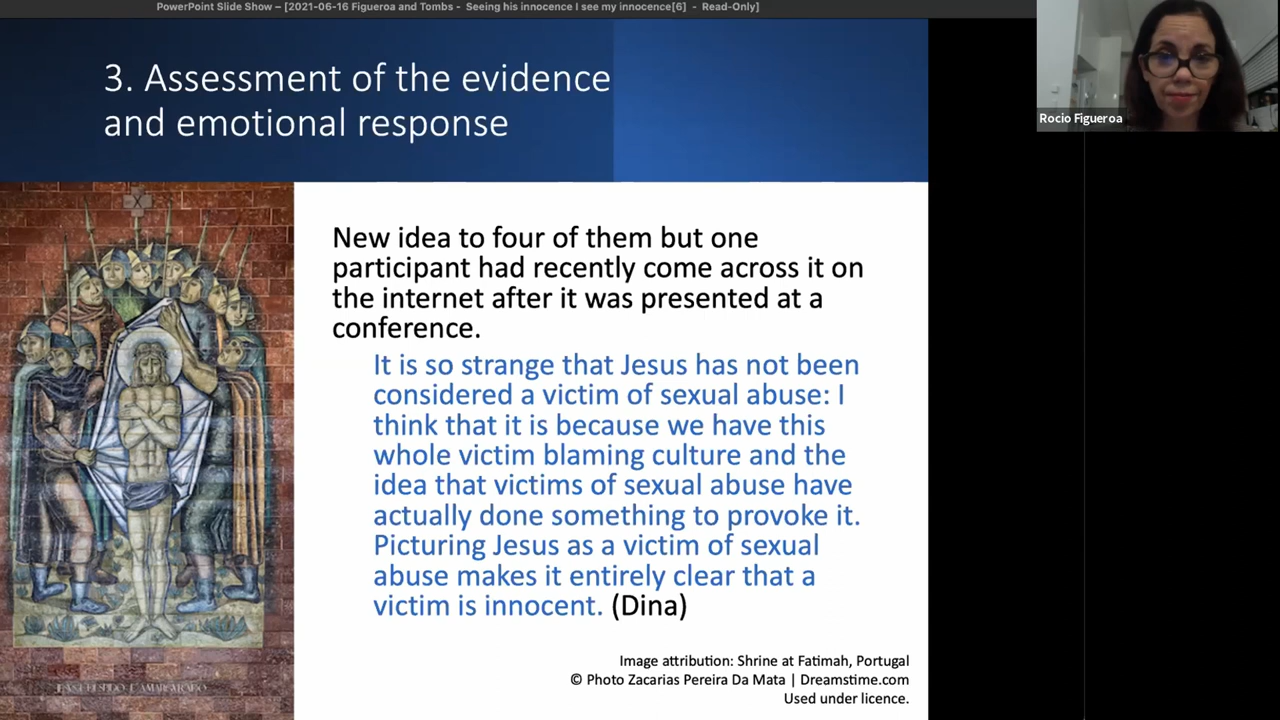 PowerPoint Slide Show – [2021-06-16 Figueroa and Tombs - Seeing his innocence I see my innocence[6] - Read-Only]
Rocio Figueroa
3. Assessment of the evidence
and emotional response
X
New idea to four of them but one
participant had recently come across it on
the internet after it was presented at a
conference.
It is so strange that Jesus has not been
considered a victim of sexual abuse: I
think that it is because we have this
whole victim blaming culture and the
idea that victims of sexual abuse have
actually done something to provoke it.
Picturing Jesus as a victim of sexual
abuse makes it entirely clear that a
victim is innocent. (Dina)
Image attribution: Shrine at Fatimah, Portugal
© Photo Zacarias Pereira Da Mata | Dreamstime.com
Used under licence.